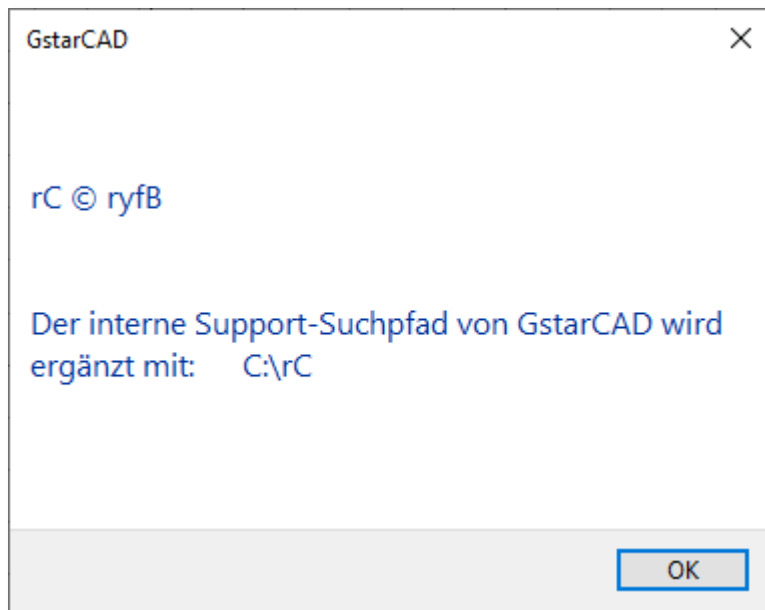 GstarCAD
rC © ryfB
Der interne Support-Suchpfad von GstarCAD wird
ergänzt mit: C:\rC
OK